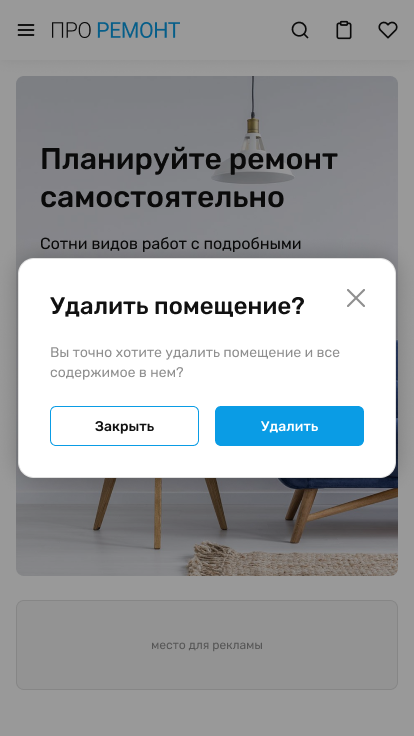 ПРО РЕМОНТ
Планируйте ремонт
самостоятельно
Сотни видов работ с подробными
Удалить помещение?
Вы точно хотите удалить помещение и все
содержимое в нем?
Закрыть
Удалить
место для рекламы